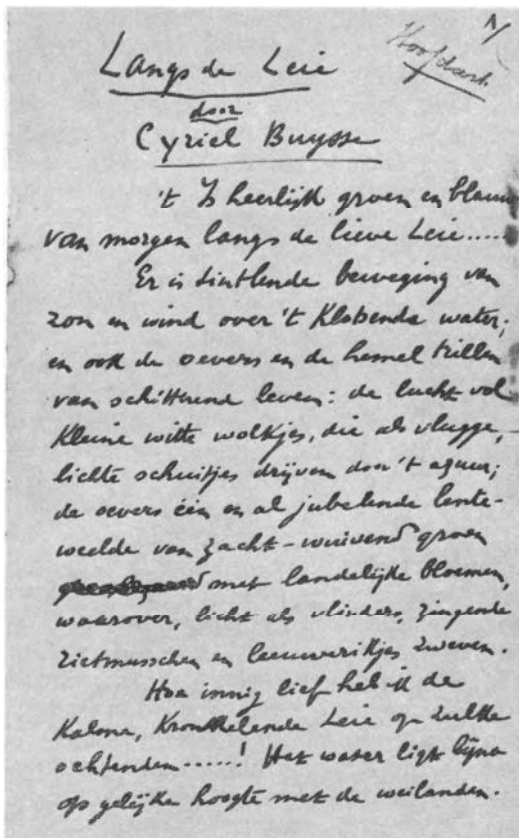 1/
Hoofdart.
Langs de Leie
door
Cyriel Buysse
't Is heerlijk groen en blauw
van morgen langs de lieve Leie.....
Er is tintlende beweging van
zon en wind over 't klotsende water;
en ook de oevers en de hemel trillen
van schitterend leven: de lucht vol
kleine witte wolkjes, die als vlugge,
lichte schuitjes drijven door 't azuur;
de oevers één en al jubelende lente-
weelde van zacht-wuivend groen
met landelijke bloemen,
waarover, licht als vlinders, zingende
rietmusschen en leeuwerikjes zweven.
Hoe innig lief heb ik de
kalme, kronkelende Leie op zulke
ochtenden.....! Het water ligt bijna
op gelijke hoogte met de weilanden.